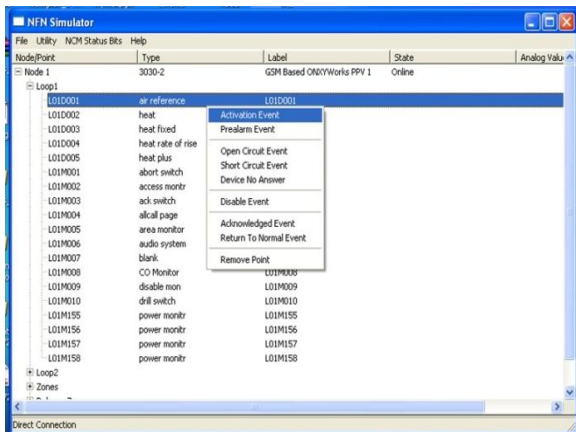 NFN Simulator
File Utility NCM Status Bits Help
Node/Point Type Label State Analog Valu
Node 1 3030-2 GSM Based ONXYWorks PPV 1 Online
Loop1
L01D001 air reference L01D001
L01D002 heat
L01D003 heat fixed
L01D004 heat rate of rise
L01D005 heat plus
L01M001 abort switch
L01M002 access montr
L01M003 ack switch
L01M004 allcall page
L01M005 area monitor
L01M006 audio system
L01M007 blank
L01M008 CO Monitor L01M008
L01M009 disable mon L01M009
L01M010 drill switch L01M010
L01M155 power monitr L01M155
L01M156 power monitr L01M156
L01M157 power monitr L01M157
L01M158 power monitr L01M158
Loop2
Zones
Activation Event
Prealarm Event
Open Circuit Event
Short Circuit Event
Device No Answer
Disable Event
Acknowledged Event
Return To Normal Event
Remove Point
Direct Connection